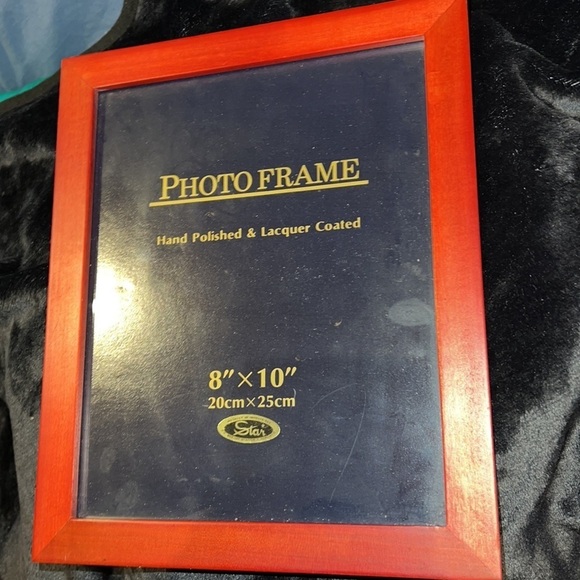 PHOTO FRAME
Hand Polished & Lacquer Coated
8″×10″
20cm×25cm
Star